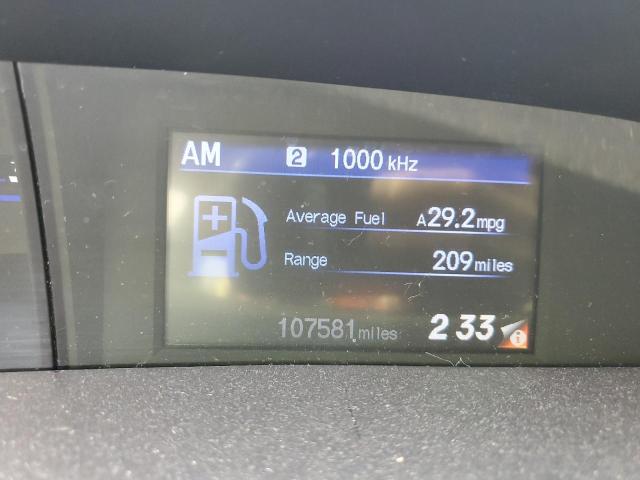 AM 2 1000 kHz
Average Fuel A29.2mpg
Range 209miles
107581miles 2 33 i